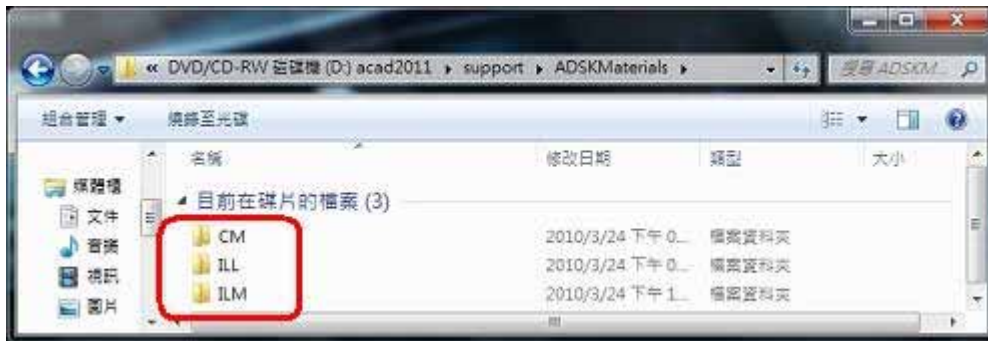 « DVD/CD-RW 磁碟機 (D:) acad2011 ▸ support ▸ ADSKMaterials ▸
搜尋 ADSKM...
組合管理 ▼ 燒錄至光碟
名稱 修改日期 類型 大小
媒體櫃
目前在碟片的檔案 (3)
文件
音樂
視訊
圖片
CM 2010/3/24 下午 0... 檔案資料夾
ILL 2010/3/24 下午 0... 檔案資料夾
ILM 2010/3/24 下午 1... 檔案資料夾